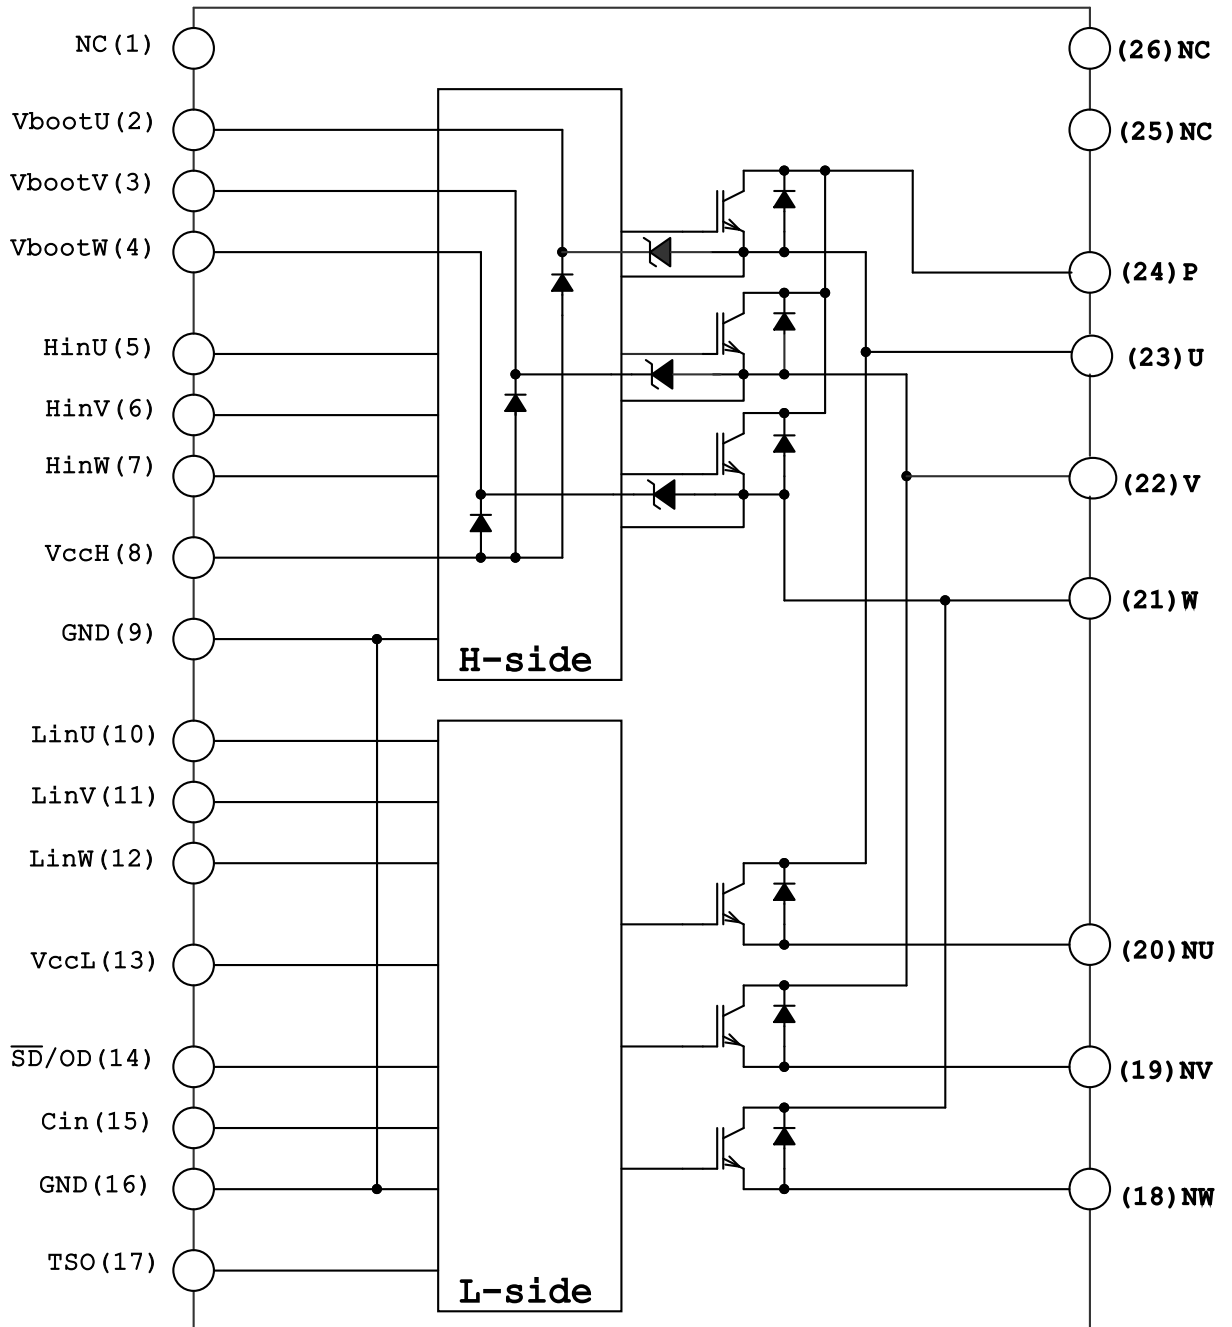 NC(1)
VbootU(2)
VbootV(3)
VbootW(4)
HinU(5)
HinV(6)
HinW(7)
VccH(8)
GND(9)
LinU(10)
LinV(11)
LinW(12)
VccL(13)
S̅D̅/OD(14)
Cin(15)
GND(16)
TSO(17)
H-side
L-side
(26)NC
(25)NC
(24)P
(23)U
(22)V
(21)W
(20)NU
(19)NV
(18)NW